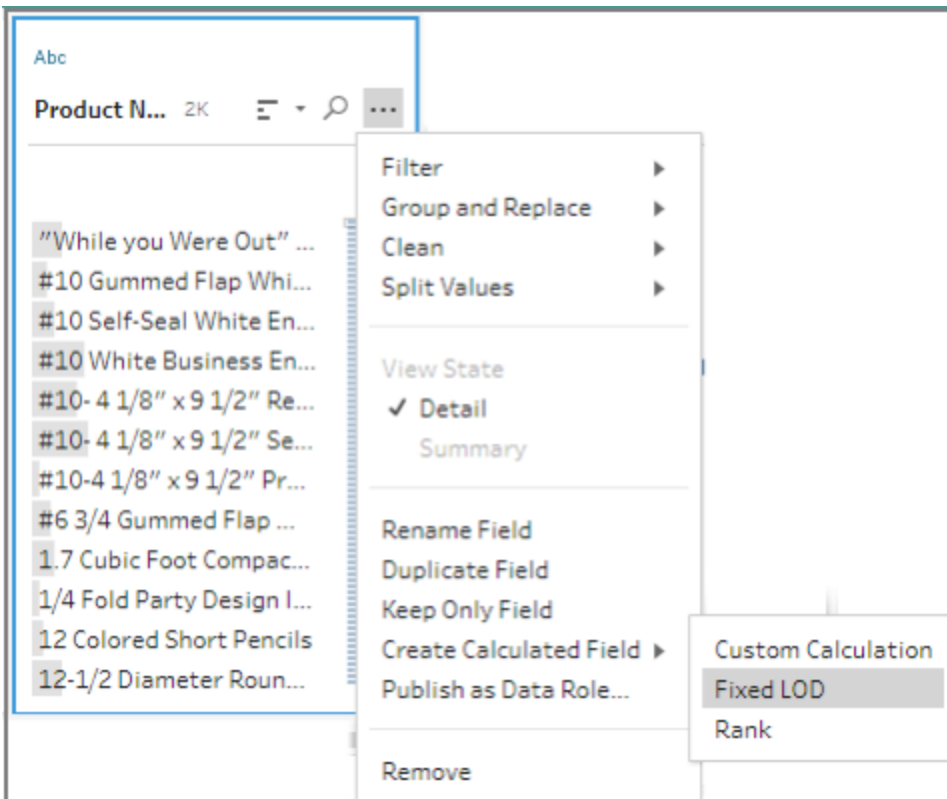 Abc
Product N... 2K
"While you Were Out" ...
#10 Gummed Flap Whi...
#10 Self-Seal White En...
#10 White Business En...
#10- 4 1/8" x 9 1/2" Re...
#10- 4 1/8" x 9 1/2" Se...
#10-4 1/8" x 9 1/2" Pr...
#6 3/4 Gummed Flap ...
1.7 Cubic Foot Compac...
1/4 Fold Party Design I...
12 Colored Short Pencils
12-1/2 Diameter Roun...
Filter
Group and Replace
Clean
Split Values
View State
Detail
Summary
Rename Field
Duplicate Field
Keep Only Field
Create Calculated Field
Publish as Data Role...
Remove
Custom Calculation
Fixed LOD
Rank